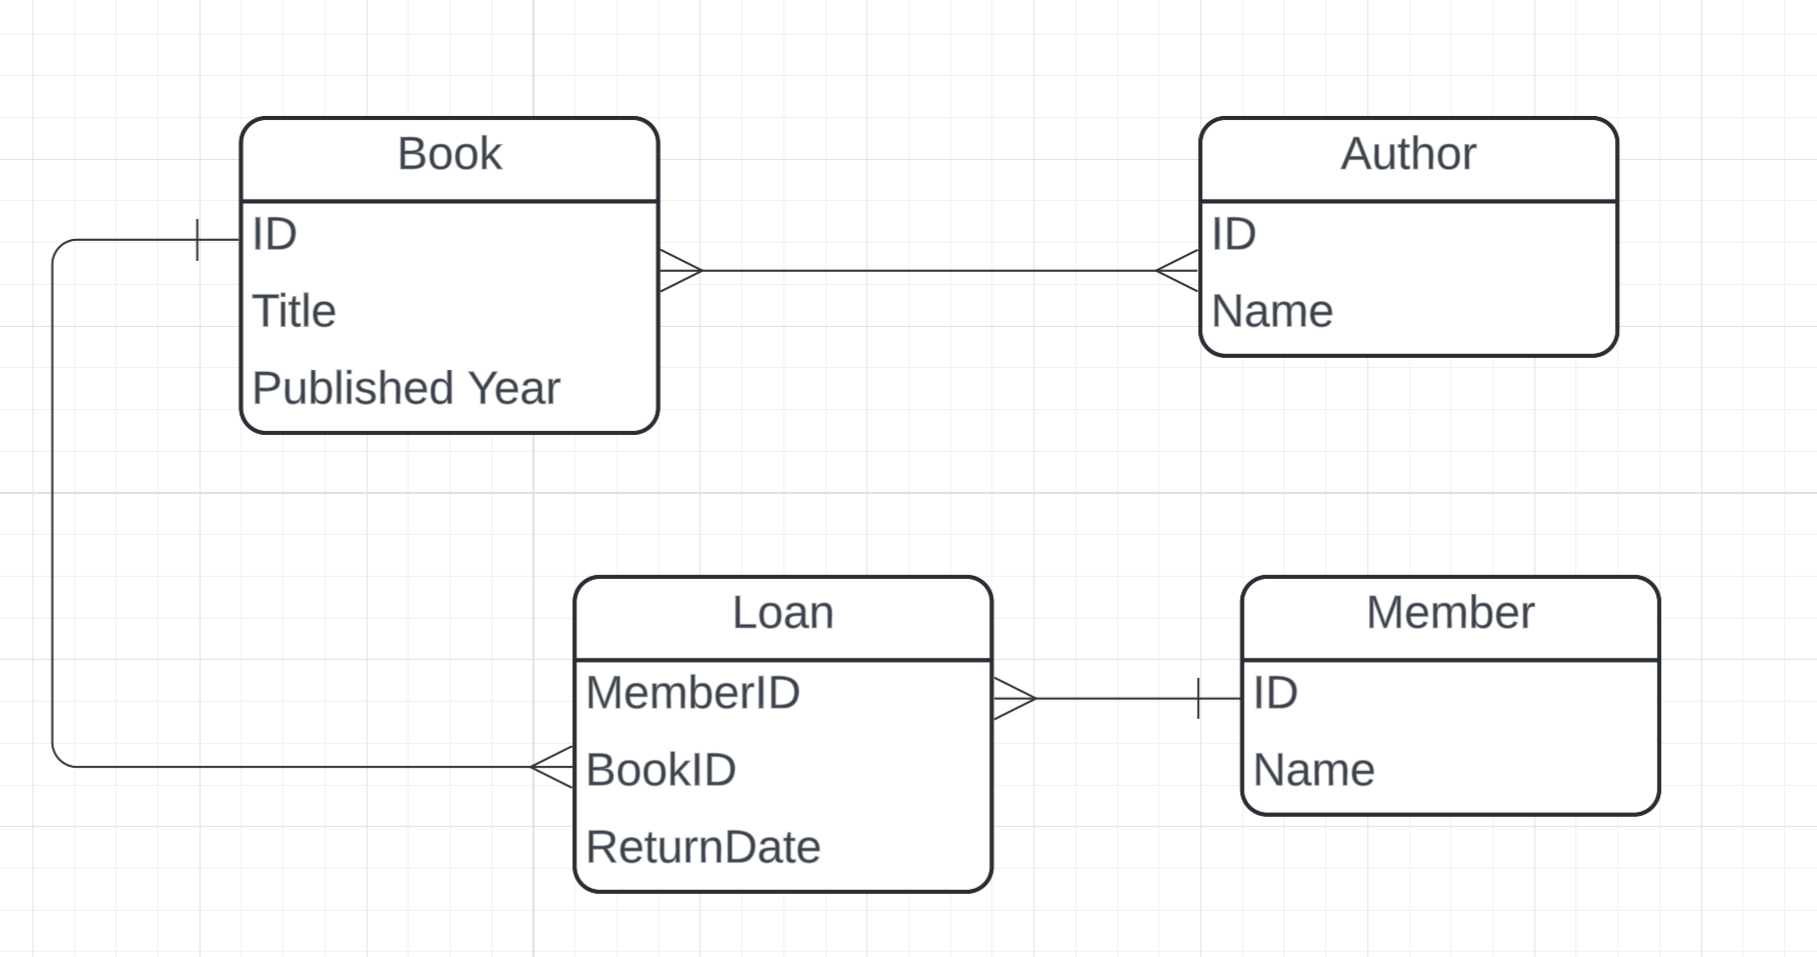 Book
ID
Title
Published Year
Author
ID
Name
Loan
MemberID
BookID
ReturnDate
Member
ID
Name